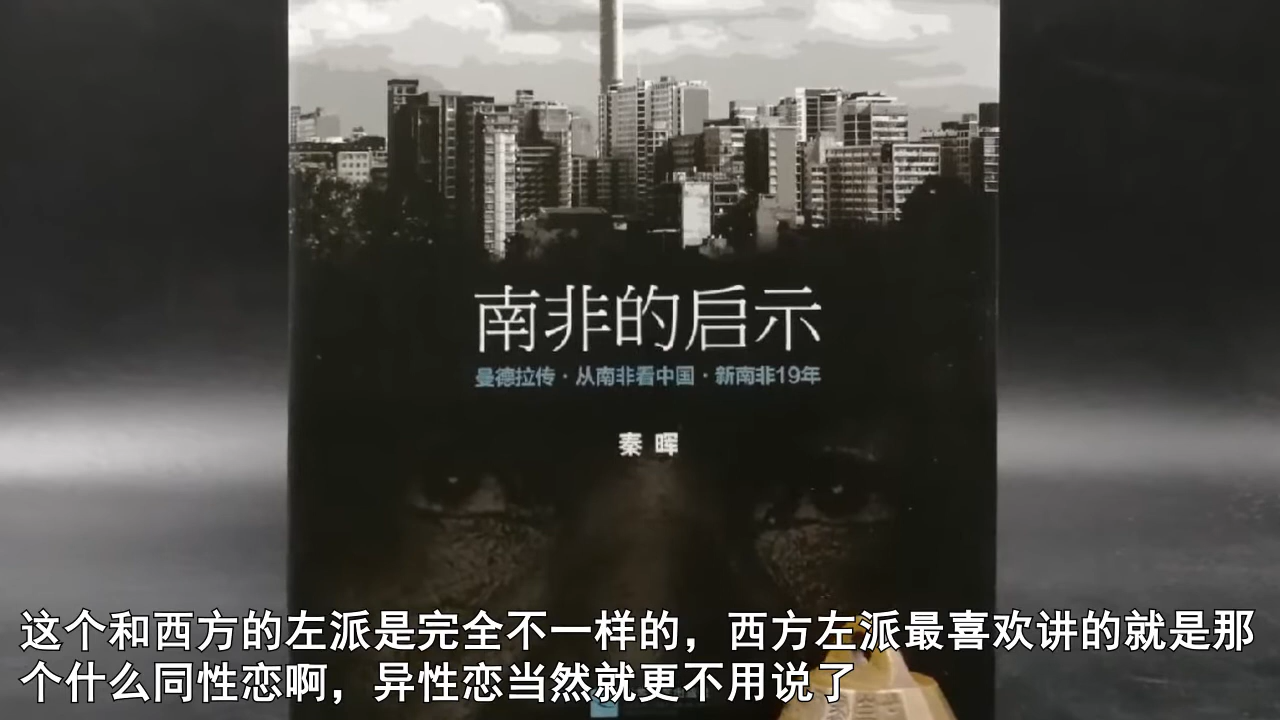 南非的启示
曼德拉传·从南非看中国·新南非19年
秦 晖
这个和西方的左派是完全不一样的，西方左派最喜欢讲的就是那
个什么同性恋啊，异性恋当然就更不用说了